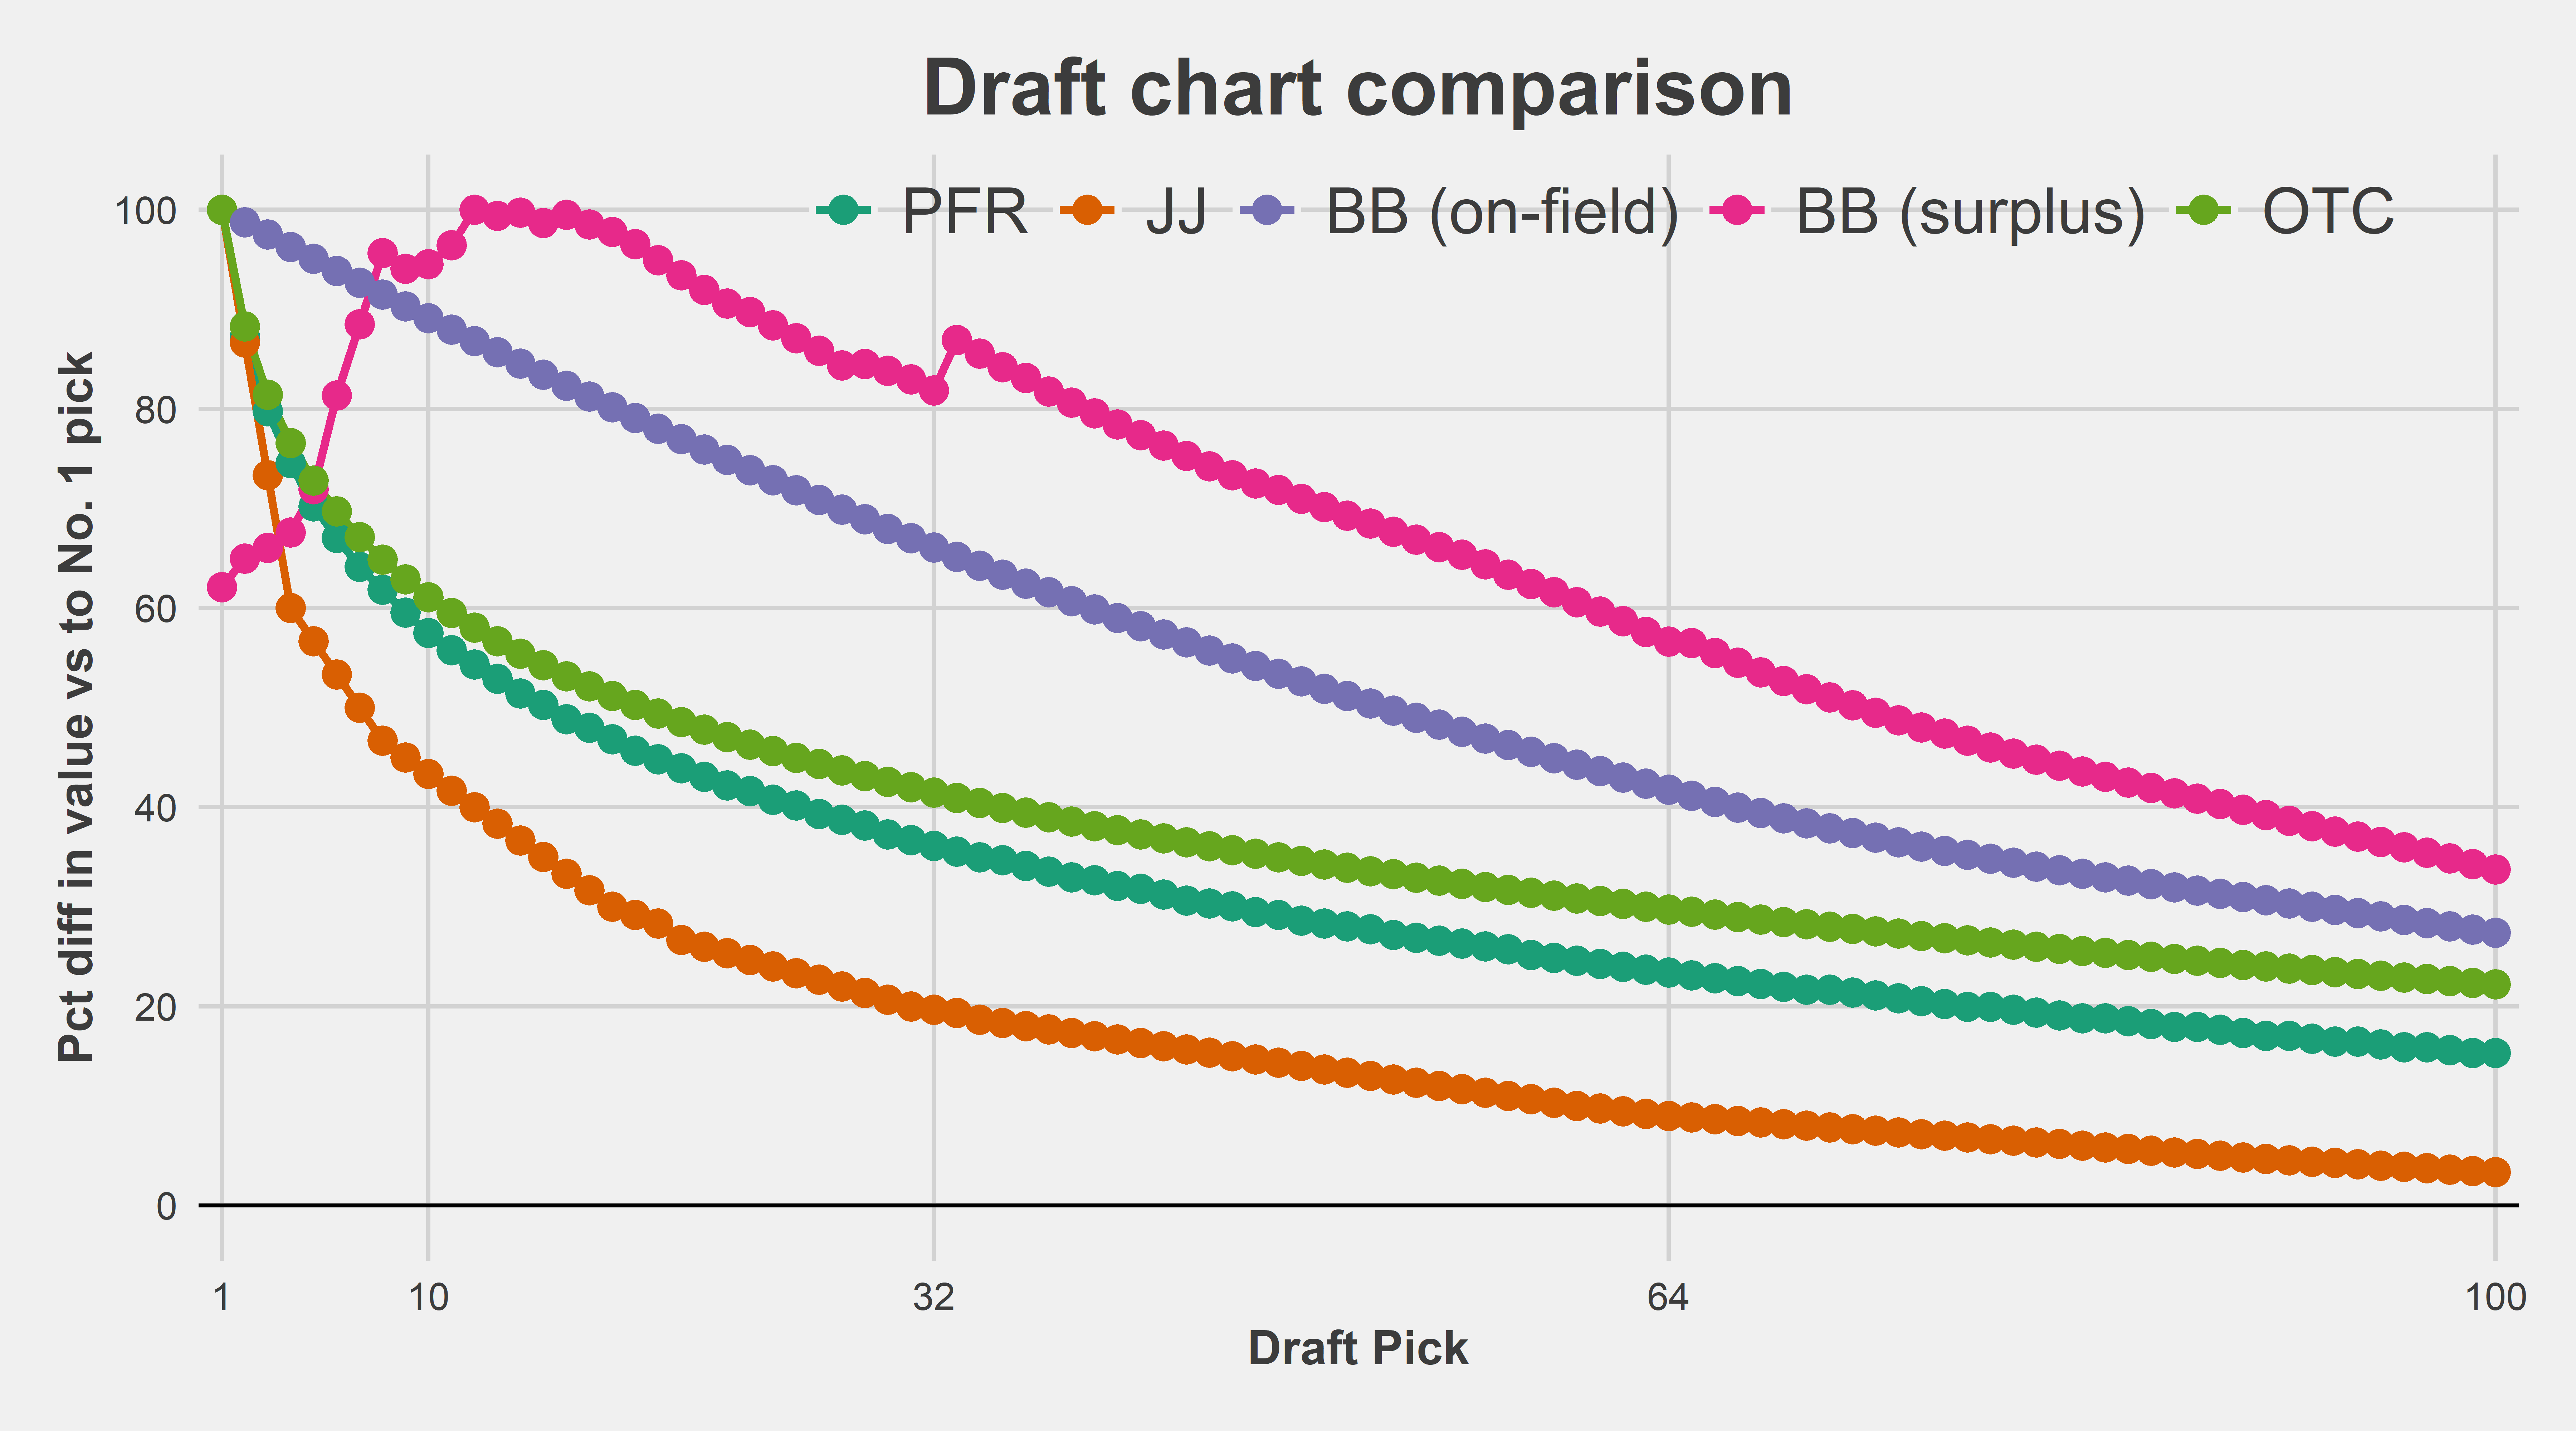 Draft chart comparison
PFR JJ BB (on-field) BB (surplus) OTC
Pct diff in value vs to No. 1 pick
100
80
60
40
20
0
1 10 32 64 100
Draft Pick